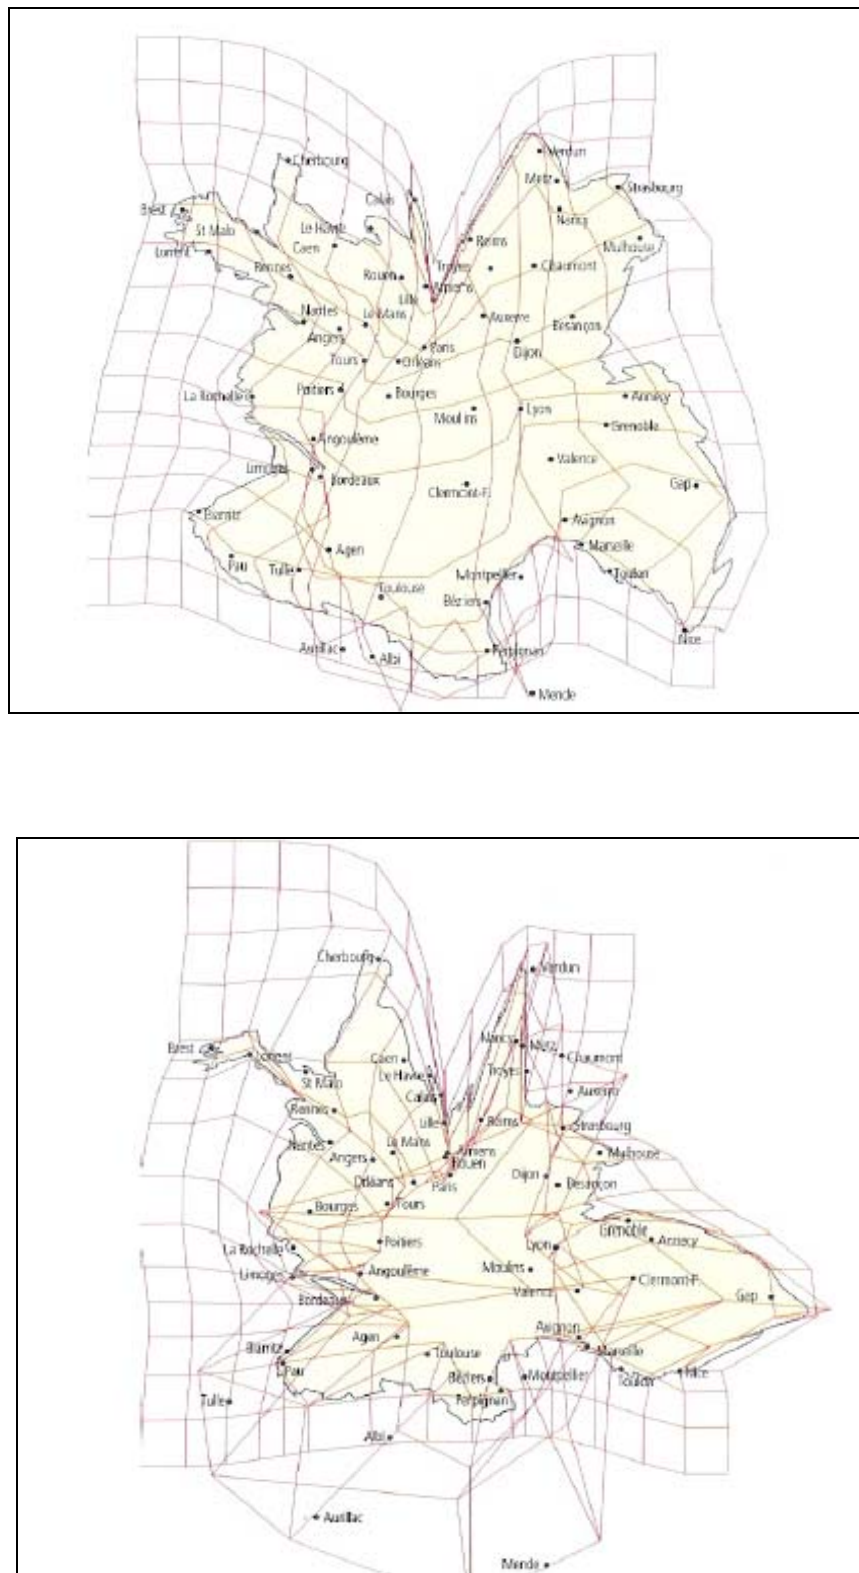 Verdun
Cherbourg
Metz
Strasbourg
Calais
Brest
Nancy
St Malo
Le Havre
Reims
Caen
Mulhouse
Lorient
Troyes
Chaumont
Rennes
Rouen
Amiens
Lille
Nantes
Le Mans
Auxerre
Besançon
Angers
Paris
Dijon
Tours
Orléans
Poitiers
La Rochelle
Bourges
Annecy
Moulins
Lyon
Grenoble
Angoulême
Limoges
Valence
Bordeaux
Clermont-F.
Gap
Biarritz
Avignon
Agen
Marseille
Pau
Tulle
Montpellier
Toulon
Toulouse
Béziers
Nice
Aurillac
Albi
Perpignan
Mende
Cherbourg
Verdun
Nancy
Metz
Brest
Lorient
Caen
Chaumont
Le Havre
Troyes
St Malo
Calais
Auxerre
Rennes
Lille
Reims
Strasbourg
Nantes
Le Mans
Amiens
Mulhouse
Angers
Rouen
Orléans
Paris
Dijon
Besançon
Bourges
Tours
Grenoble
Poitiers
Annecy
La Rochelle
Lyon
Limoges
Angoulême
Moulins
Clermont-F.
Valence
Bordeaux
Gap
Agen
Avignon
Biarritz
Toulouse
Marseille
Pau
Béziers
Montpellier
Toulon
Nice
Tulle
Perpignan
Albi
Aurillac
Mende